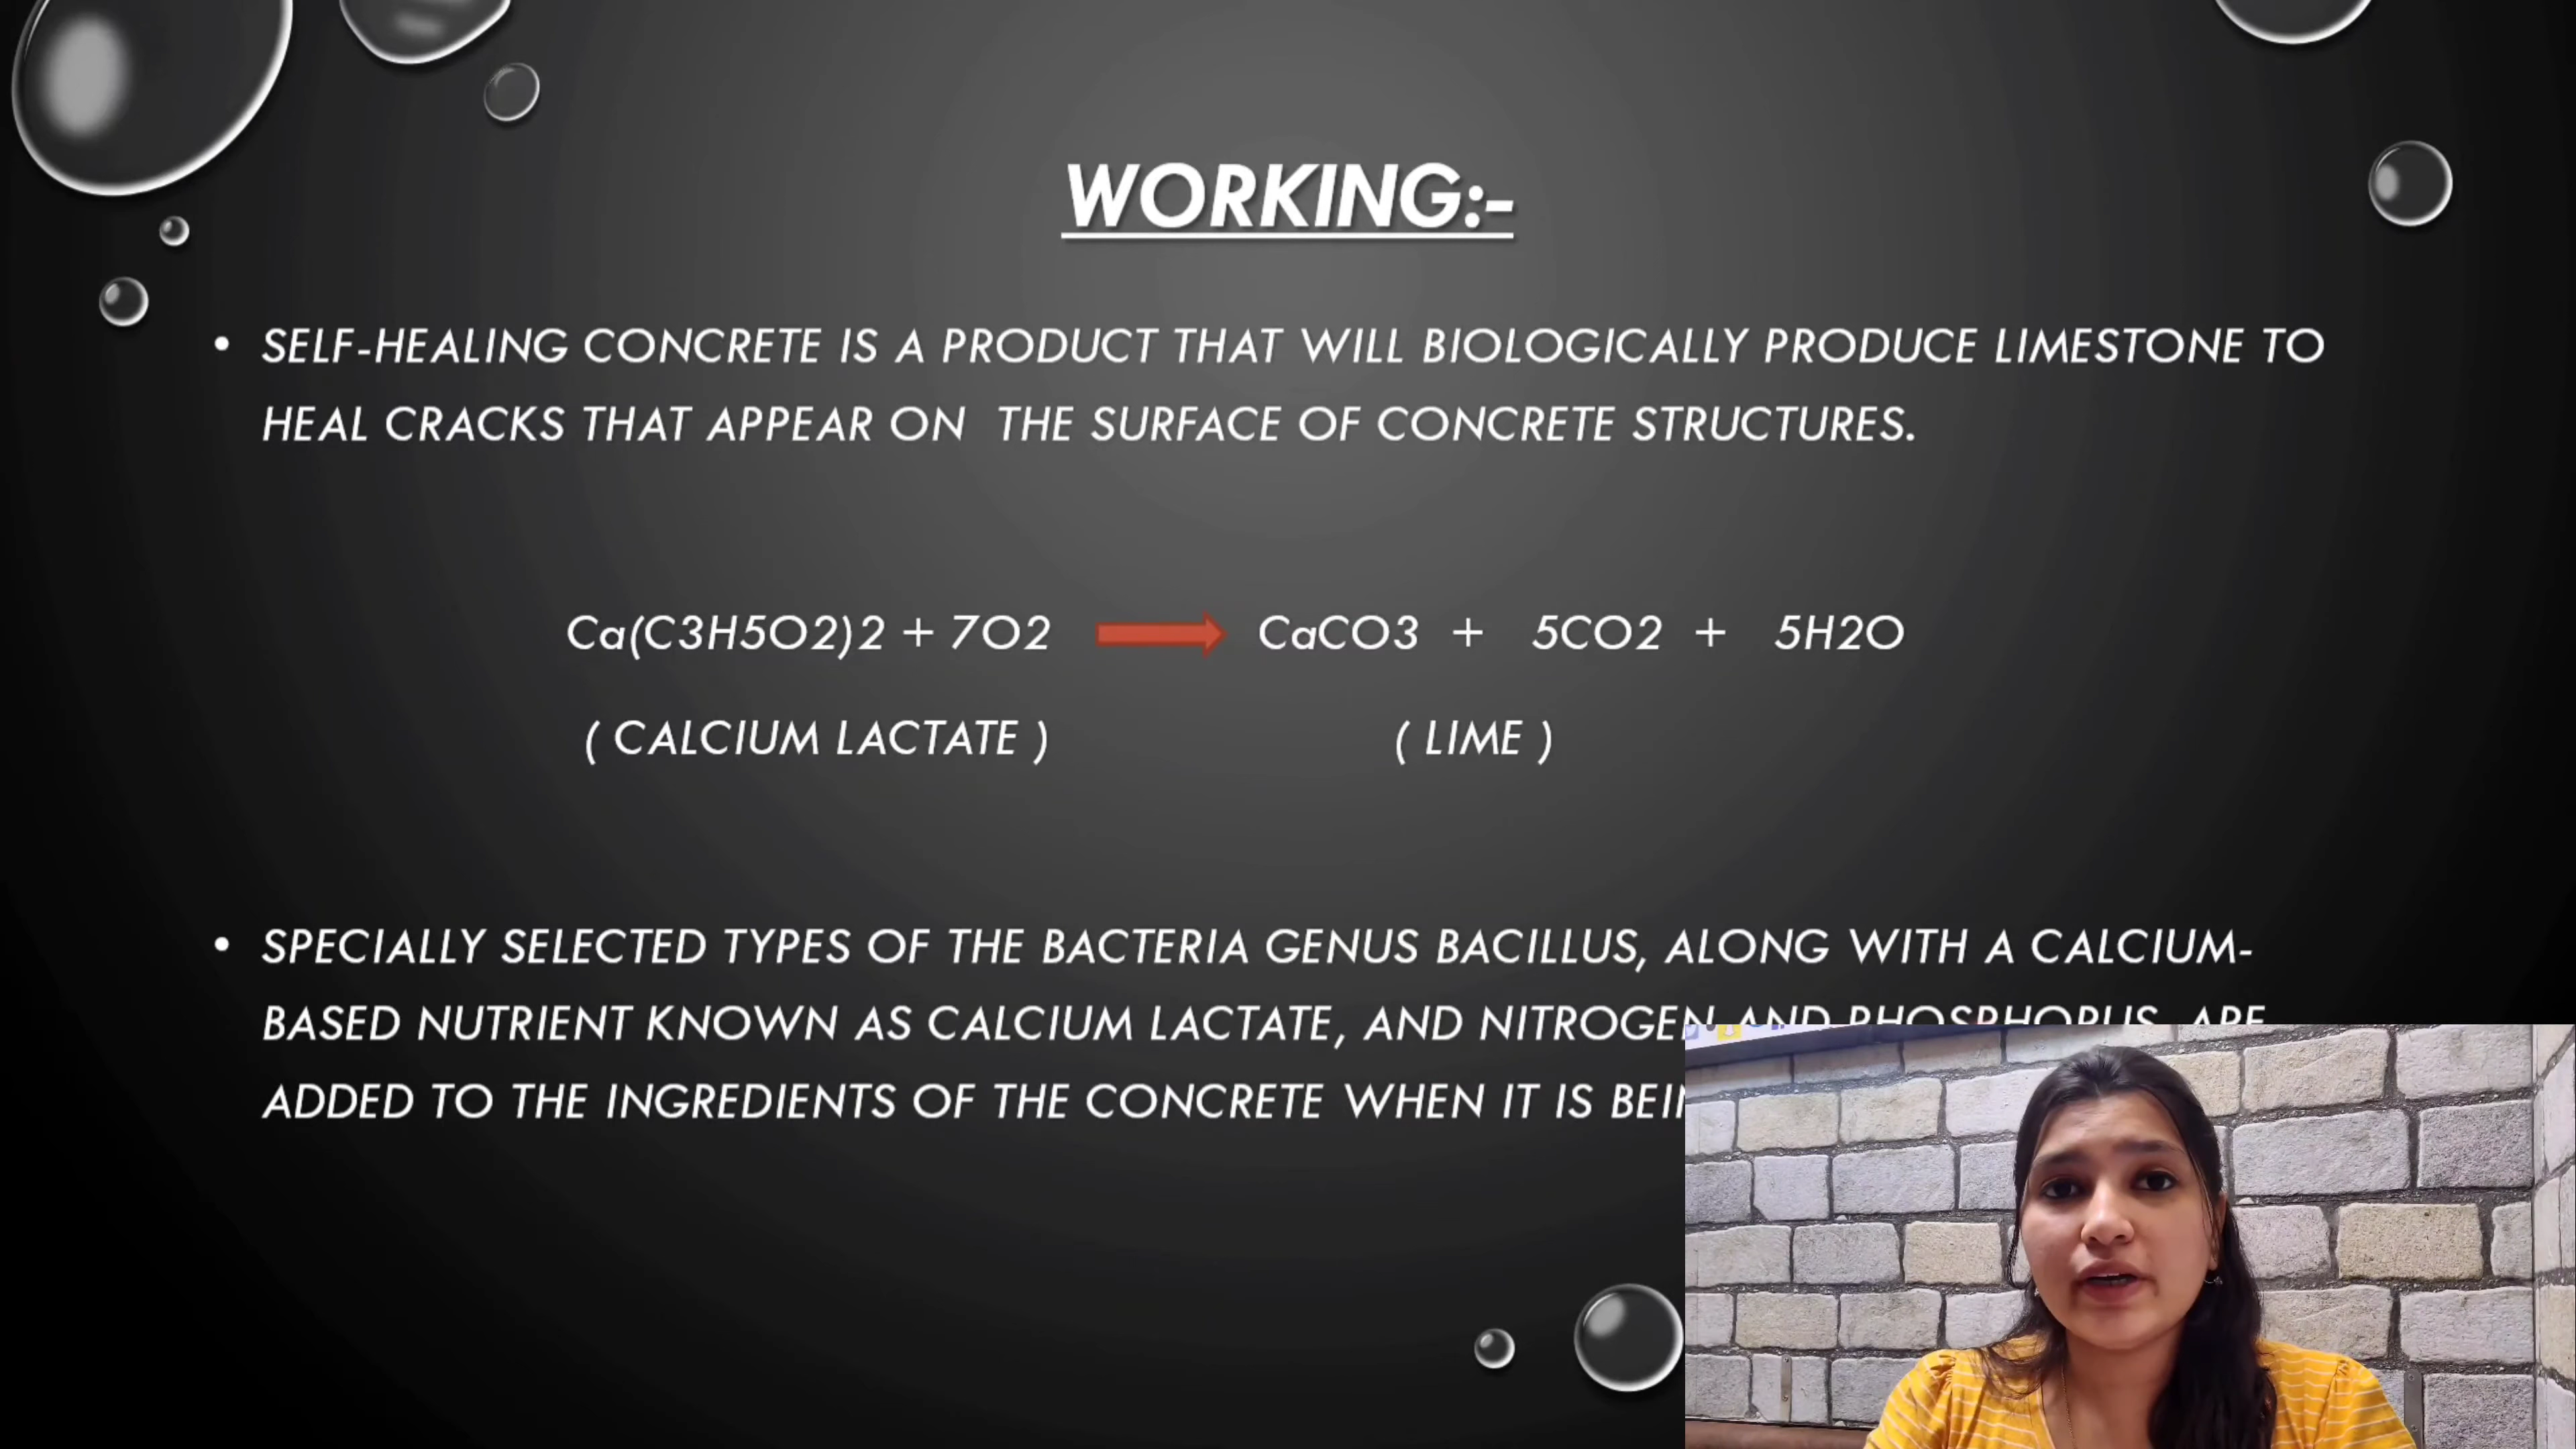 WORKING:-
• SELF-HEALING CONCRETE IS A PRODUCT THAT WILL BIOLOGICALLY PRODUCE LIMESTONE TO
HEAL CRACKS THAT APPEAR ON THE SURFACE OF CONCRETE STRUCTURES.
Ca(C3H5O2)2 + 7O2 CaCO3 + 5CO2 + 5H2O
( CALCIUM LACTATE ) ( LIME )
• SPECIALLY SELECTED TYPES OF THE BACTERIA GENUS BACILLUS, ALONG WITH A CALCIUM-
BASED NUTRIENT KNOWN AS CALCIUM LACTATE, AND NITROGEN AND PHOSPHORUS, ARE
ADDED TO THE INGREDIENTS OF THE CONCRETE WHEN IT IS